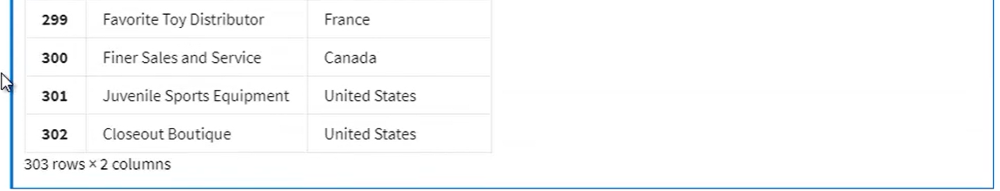 299 Favorite Toy Distributor France
300 Finer Sales and Service Canada
301 Juvenile Sports Equipment United States
302 Closeout Boutique United States
303 rows × 2 columns